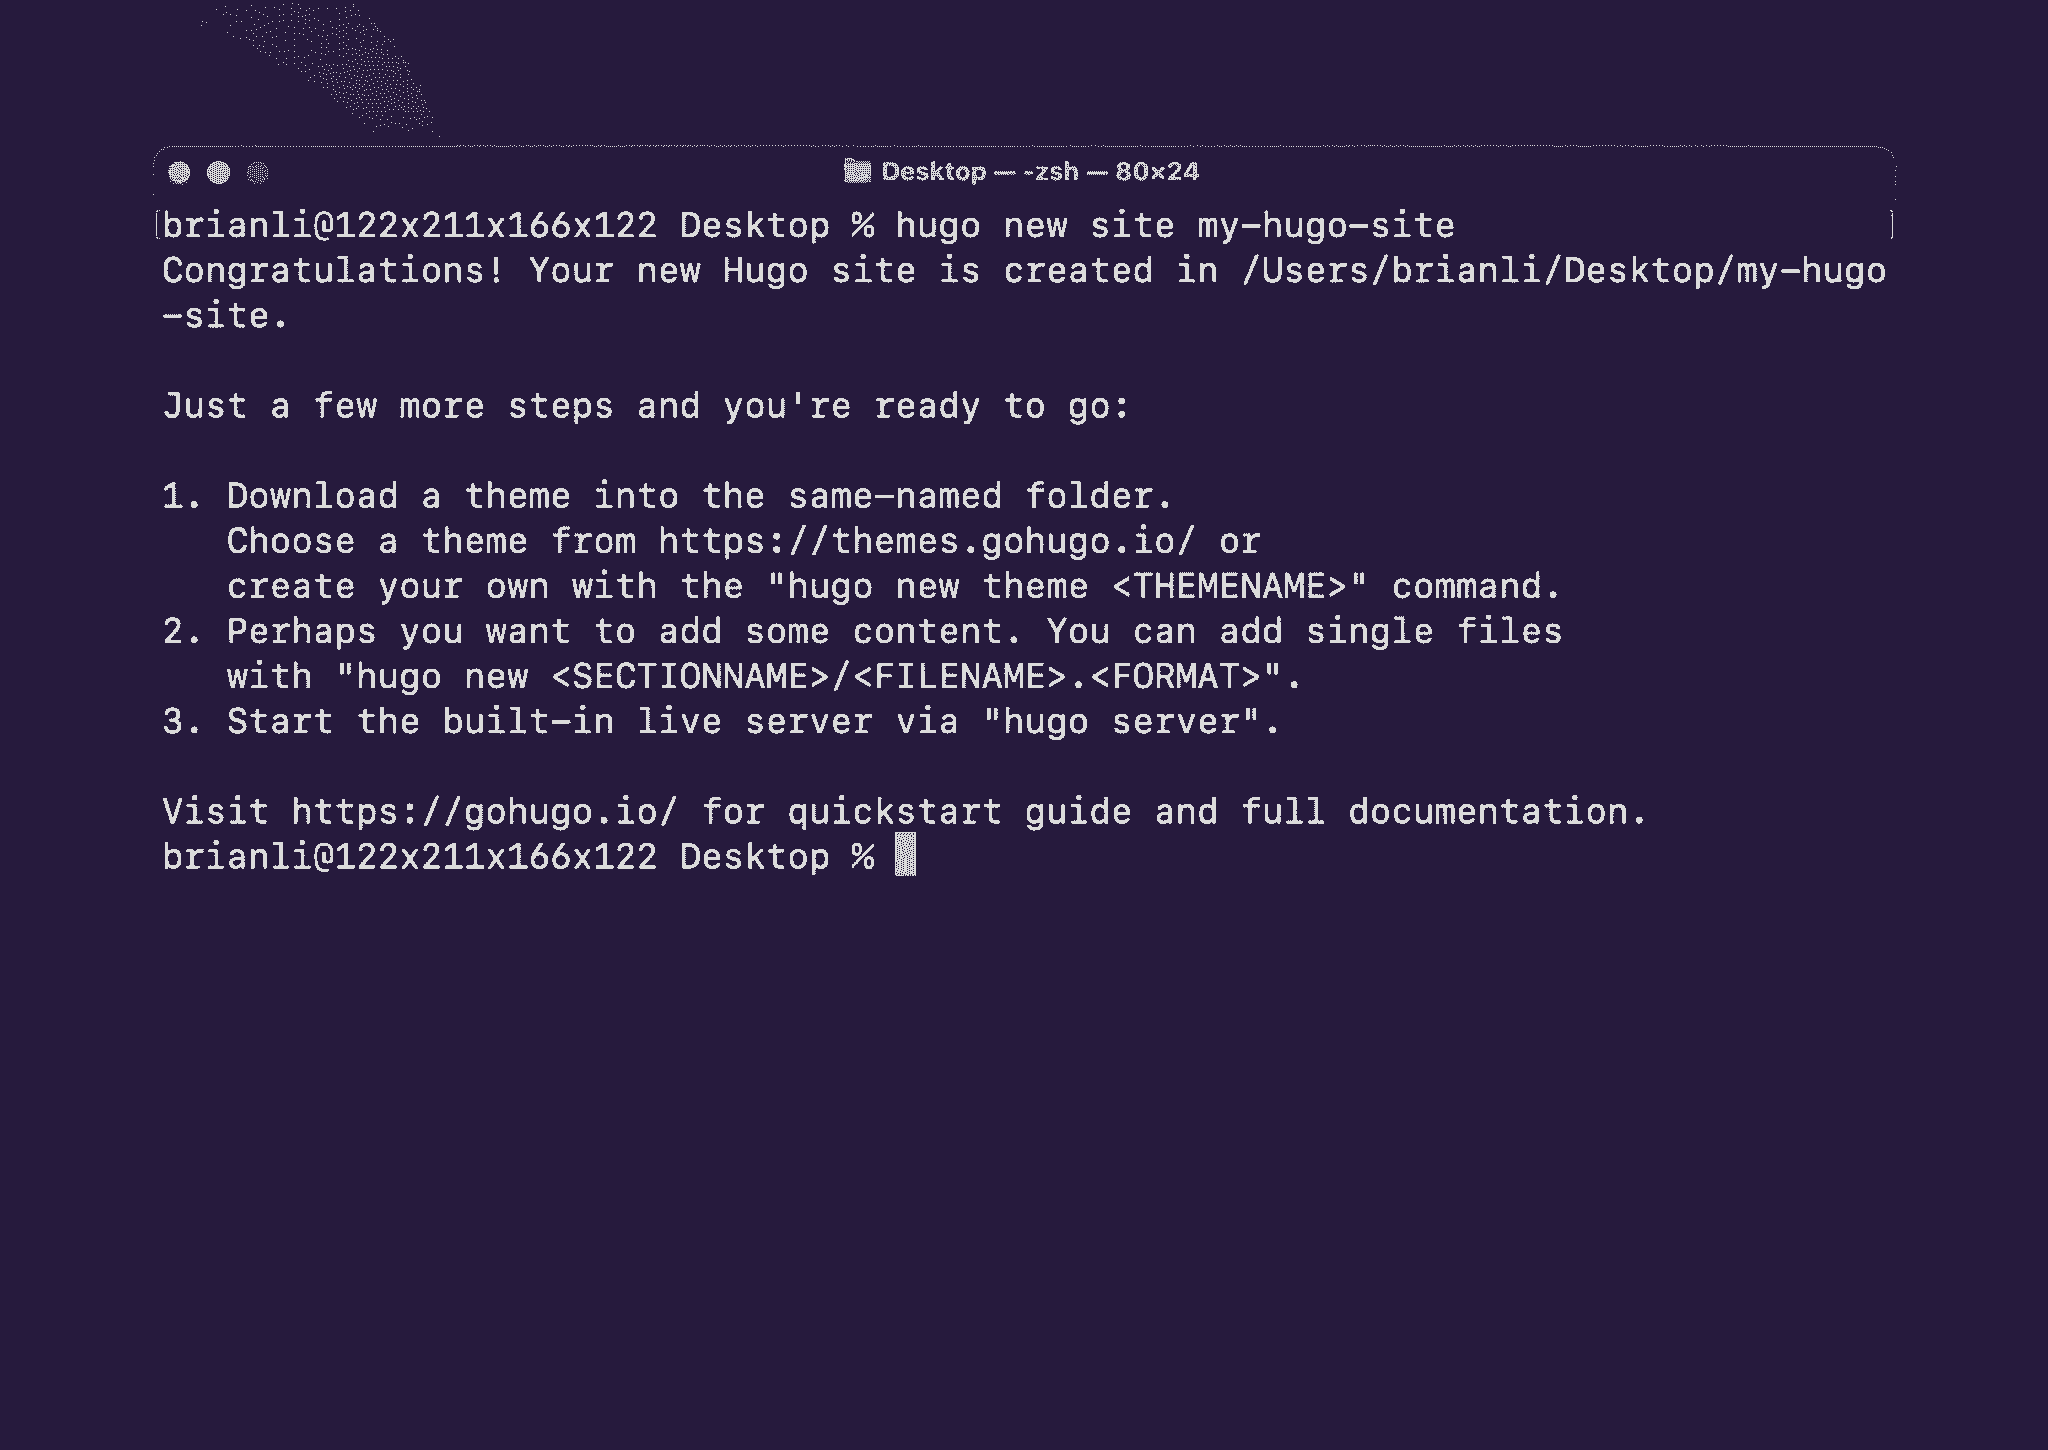 Desktop — -zsh — 80×24
brianli@122x211x166x122 Desktop % hugo new site my-hugo-site
Congratulations! Your new Hugo site is created in /Users/brianli/Desktop/my-hugo
-site.
Just a few more steps and you're ready to go:
1. Download a theme into the same-named folder.
Choose a theme from https://themes.gohugo.io/ or
create your own with the "hugo new theme <THEMENAME>" command.
2. Perhaps you want to add some content. You can add single files
with "hugo new <SECTIONNAME>/<FILENAME>.<FORMAT>".
3. Start the built-in live server via "hugo server".
Visit https://gohugo.io/ for quickstart guide and full documentation.
brianli@122x211x166x122 Desktop %